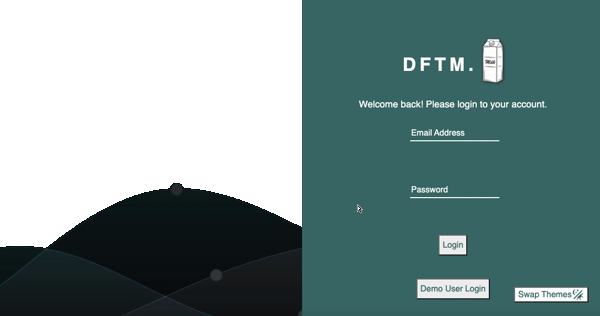 DFTM.
Welcome back! Please login to your account.
Email Address
Password
Login
Demo User Login
Swap Themes